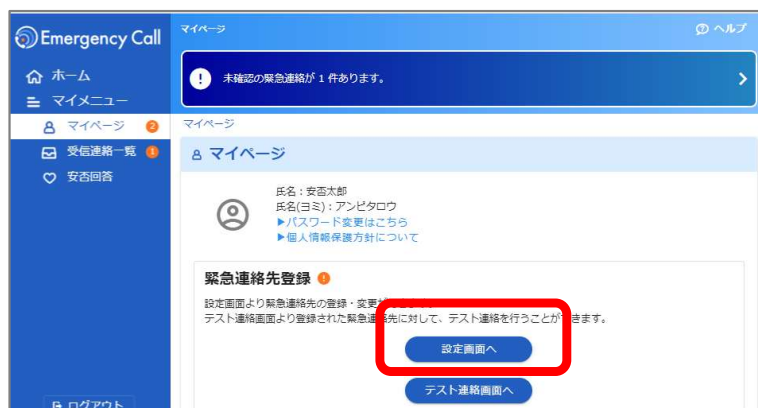 Emergency Call
マイページ
ヘルプ
ホーム
未確認の緊急連絡が 1 件あります。
マイメニュー
マイページ 2
マイページ
受信連絡一覧
マイページ
安否回答
氏名：安否太郎
氏名(ヨミ)：アンピタロウ
▶パスワード変更はこちら
▶個人情報保護方針について
緊急連絡先登録
設定画面より緊急連絡先の登録・変更が
テスト連絡画面より登録された緊急連絡先に対して、テスト連絡を行うことができます。
設定画面へ
テスト連絡画面へ
ログアウト